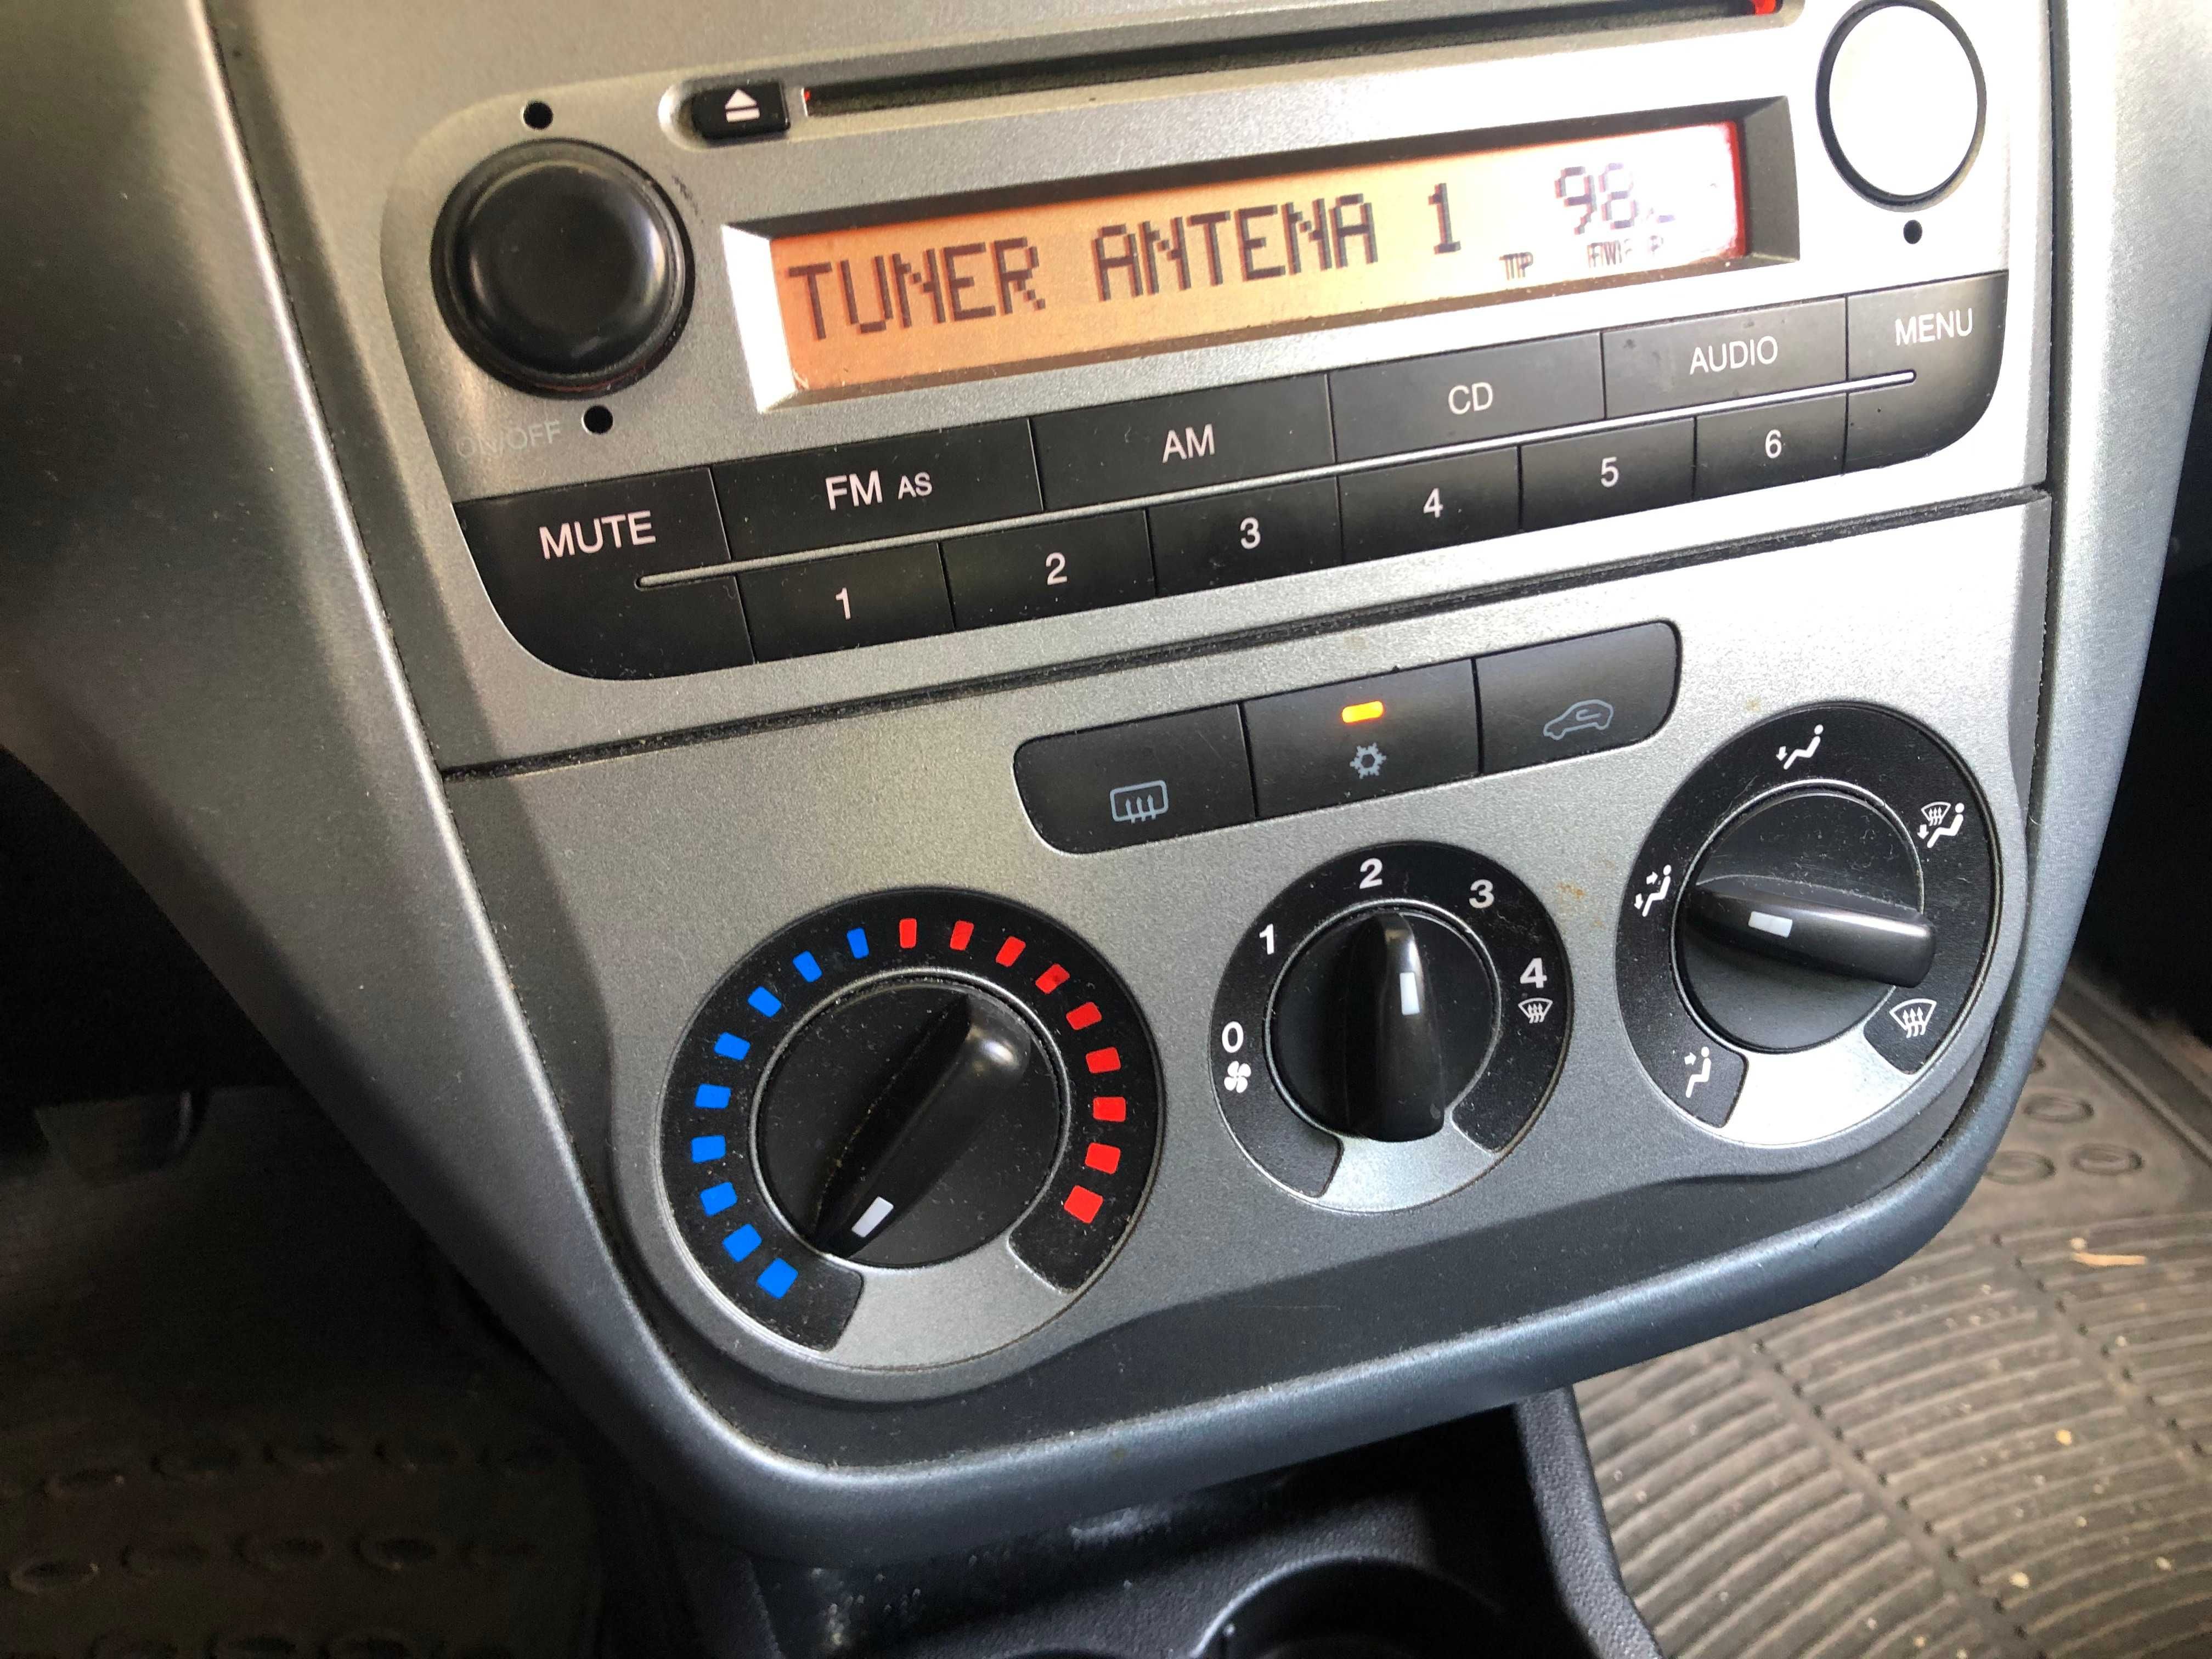 TUNER ANTENA 1 98
TP
ON/OFF
MUTE FM AS AM CD AUDIO MENU
1 2 3 4 5 6
0 1 2 3 4